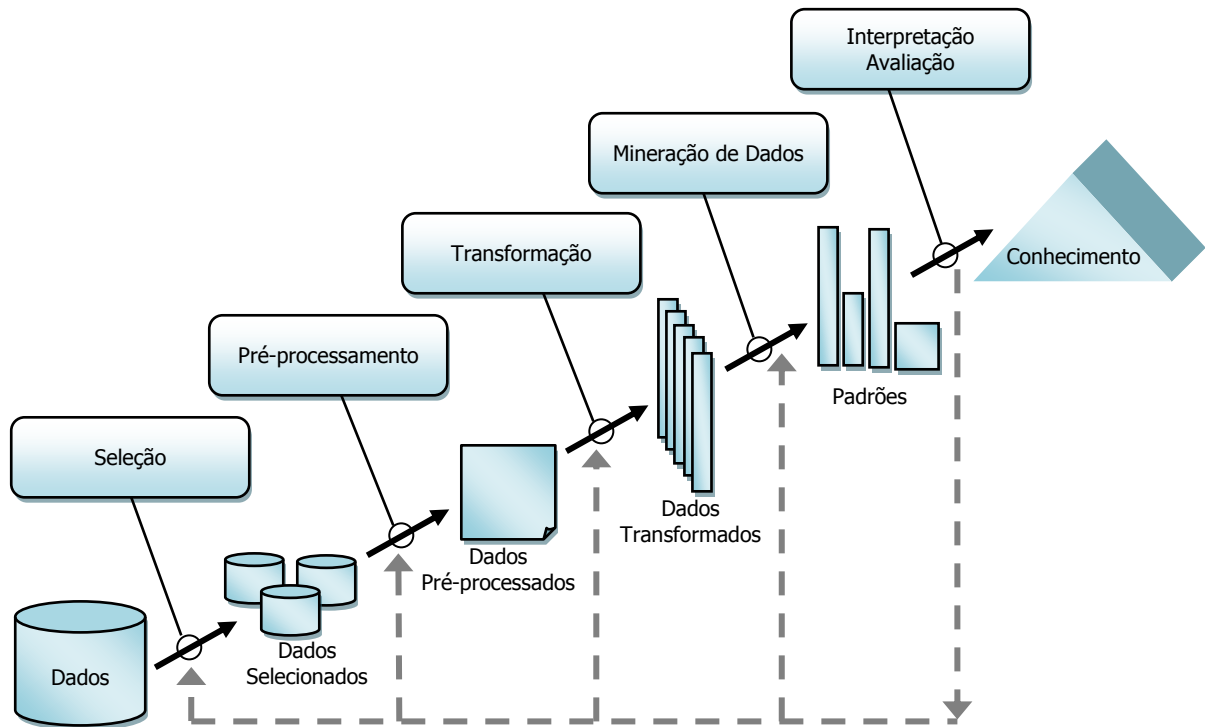 Interpretação
Avaliação
Mineração de Dados
Transformação
Conhecimento
Pré-processamento
Padrões
Seleção
Dados
Transformados
Dados
Pré-processados
Dados
Selecionados
Dados